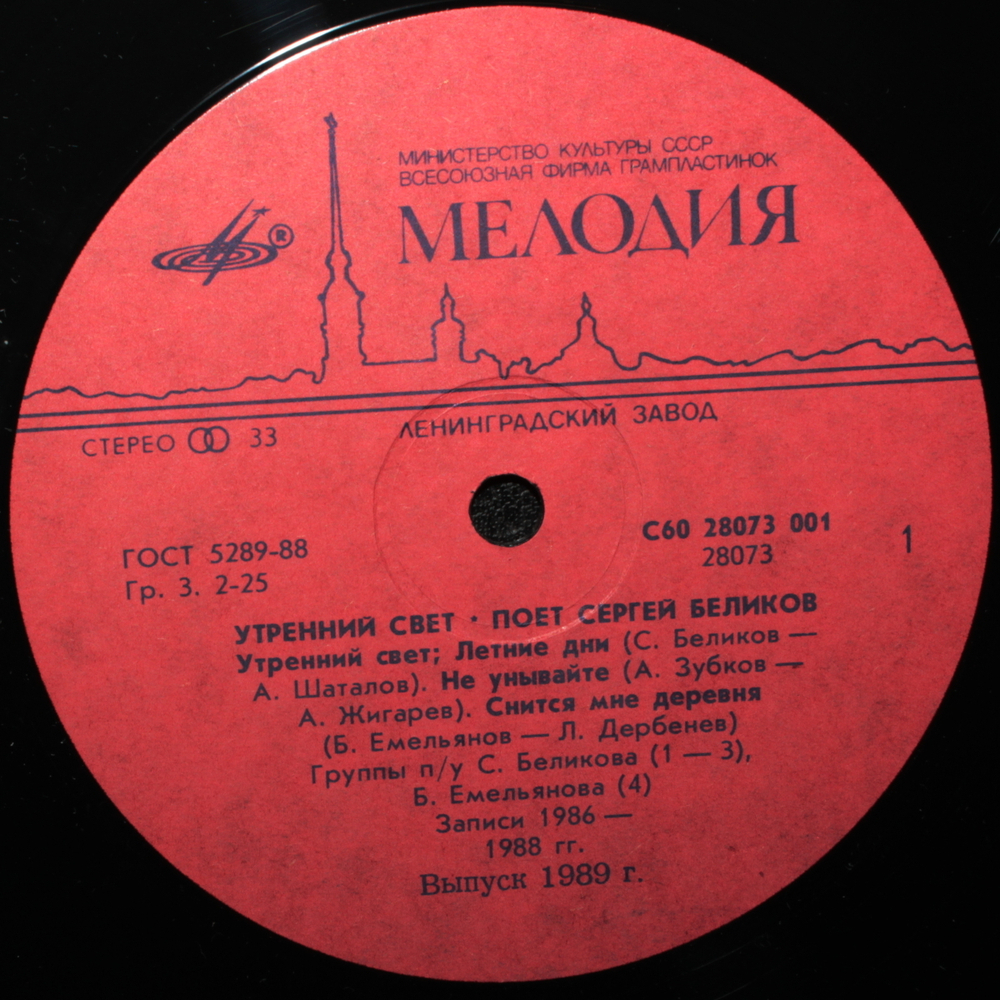 МИНИСТЕРСТВО КУЛЬТУРЫ СССР
ВСЕСОЮЗНАЯ ФИРМА ГРАМПЛАСТИНОК
МЕЛОДИЯ
®
ЛЕНИНГРАДСКИЙ ЗАВОД
СТЕРЕО 33
ГОСТ 5289-88
Гр. 3. 2-25
С60 28073 001
28073
1
УТРЕННИЙ СВЕТ · ПОЕТ СЕРГЕЙ БЕЛИКОВ
Утренний свет; Летние дни (С. Беликов —
А. Шаталов). Не унывайте (А. Зубков —
А. Жигарев). Снится мне деревня
(Б. Емельянов — Л. Дербенев)
Группы п/у С. Беликова (1 — 3),
Б. Емельянова (4)
Записи 1986 —
1988 гг.
Выпуск 1989 г.